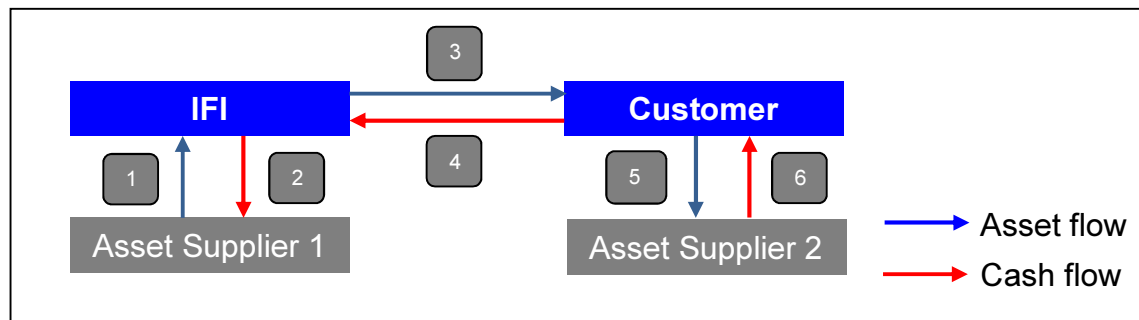 3
IFI
Customer
4
1
2
5
6
Asset Supplier 1
Asset Supplier 2
Asset flow
Cash flow